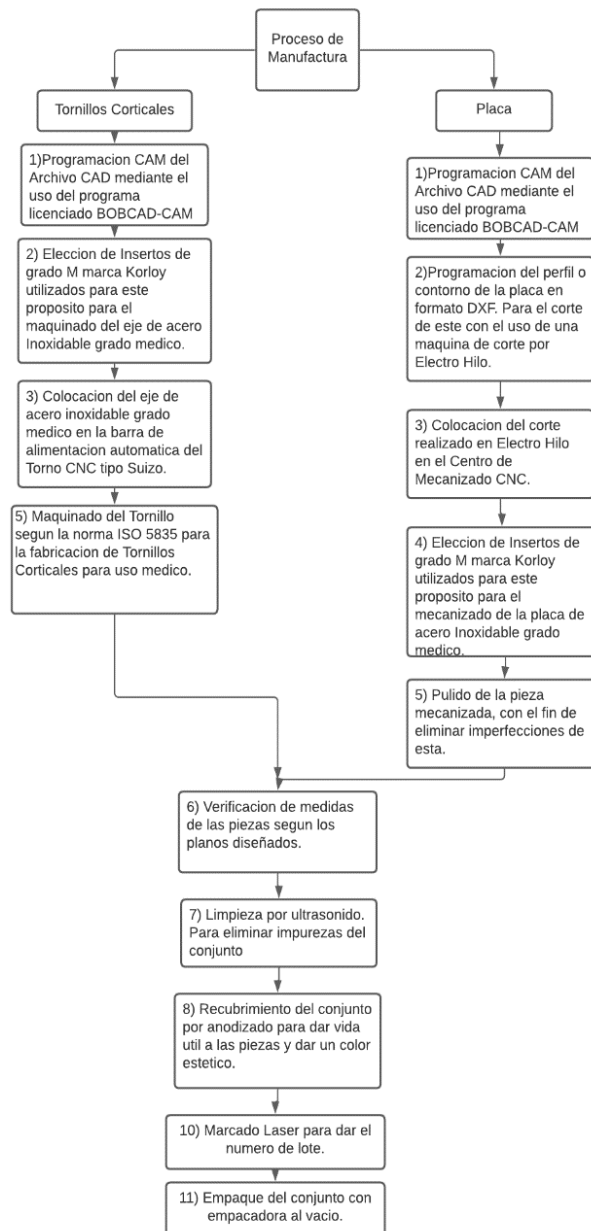 Proceso de
Manufactura
Tornillos Corticales
1)Programacion CAM del
Archivo CAD mediante el
uso del programa
licenciado BOBCAD-CAM
2) Eleccion de Insertos de
grado M marca Korloy
utilizados para este
proposito para el
maquinado del eje de acero
Inoxidable grado medico.
3) Colocacion del eje de
acero inoxidable grado
medico en la barra de
alimentacion automatica del
Torno CNC tipo Suizo.
5) Maquinado del Tornillo
segun la norma ISO 5835 para
la fabricacion de Tornillos
Corticales para uso medico.
Placa
1)Programacion CAM del
Archivo CAD mediante el
uso del programa
licenciado BOBCAD-CAM
2)Programacion del perfil o
contorno de la placa en
formato DXF. Para el corte
de este con el uso de una
maquina de corte por
Electro Hilo.
3) Colocacion del corte
realizado en Electro Hilo
en el Centro de
Mecanizado CNC.
4) Eleccion de Insertos de
grado M marca Korloy
utilizados para este
proposito para el
mecanizado de la placa de
acero Inoxidable grado
medico.
5) Pulido de la pieza
mecanizada, con el fin de
eliminar imperfecciones de
esta.
6) Verificacion de medidas
de las piezas segun los
planos diseñados.
7) Limpieza por ultrasonido.
Para eliminar impurezas del
conjunto
8) Recubrimiento del conjunto
por anodizado para dar vida
util a las piezas y dar un color
estetico.
10) Marcado Laser para dar el
numero de lote.
11) Empaque del conjunto con
empacadora al vacio.